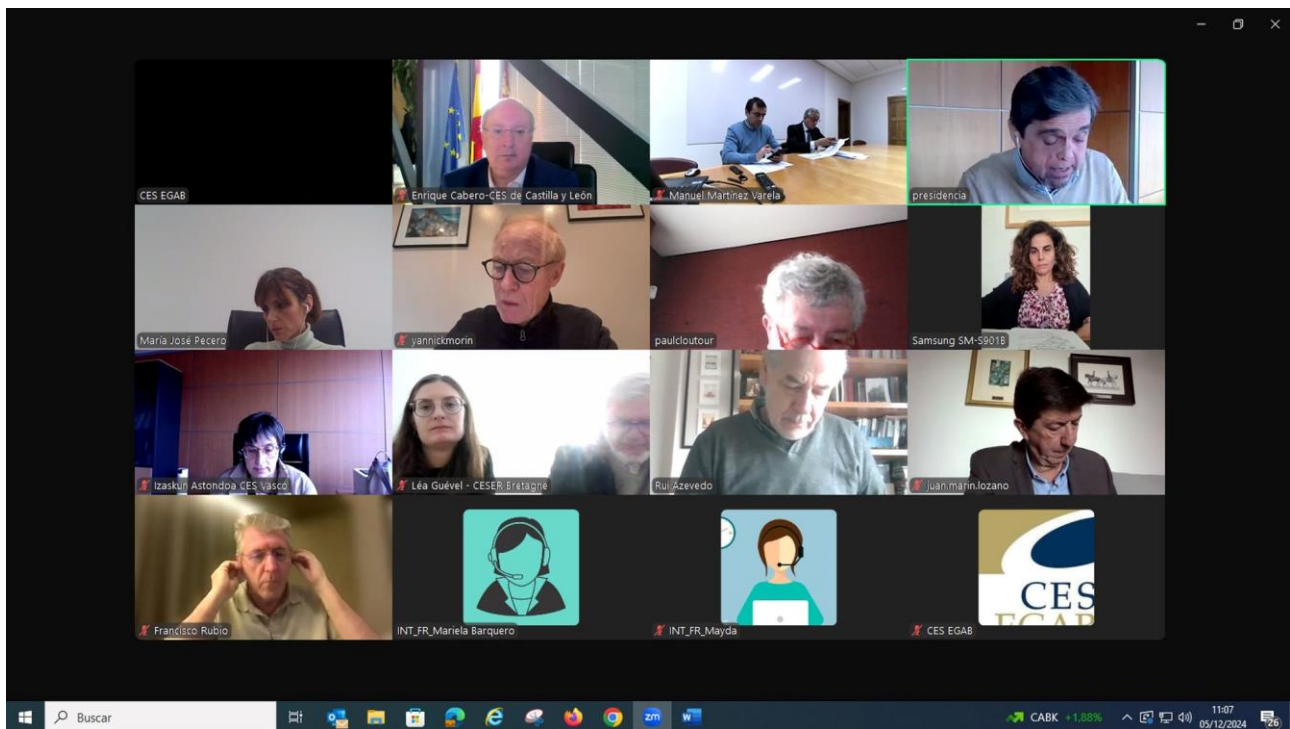 CES EGAB
Enrique Cabero-CES de Castilla y León
Manuel Martínez Varela
presidencia
María José Pecero
yannickmorin
paulcloutour
Samsung SM-S901B
Izaskun Astondoa CES Vasco
Léa Guével - CESER Bretagne
Rui Azevedo
juan.marin.lozano
Francisco Rubio
INT_FR_Mariela Barquero
INT_FR_Mayda
CES
EGAB
CES EGAB
Buscar
zm
W
CABK +1,88%
11:07
05/12/2024
26